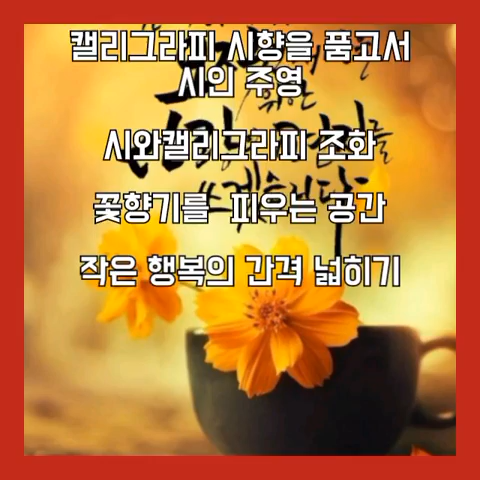 캘리그라피 시향을 품고서
시인 주영
위한
시와캘리그라피 조화
꽃향기를 피우는 공간
작은 행복의 간격 넓히기